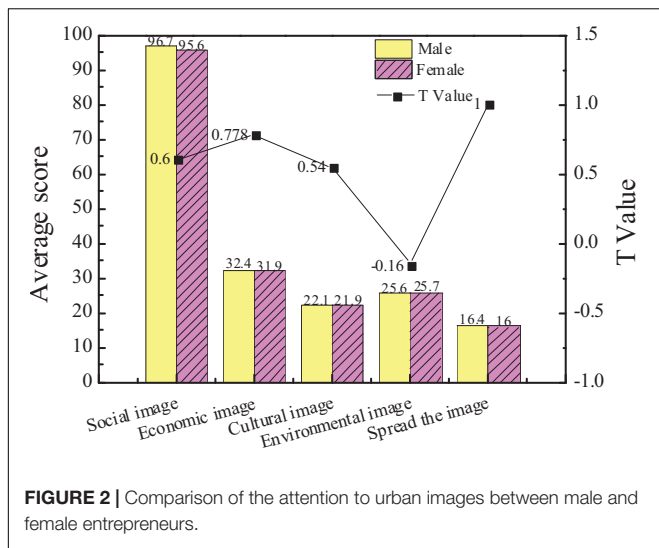 100
90
80
70
60
50
40
30
20
10
0
Average score
1.5
1.0
0.5
0.0
-0.5
-1.0
T Value
Male
Female
T Value
96.7 95.6
32.4 31.9
22.1 21.9
25.6 25.7
16.4 16
0.6
0.778
0.54
-0.16
1
Social image
Economic image
Cultural image
Environmental image
Spread the image
FIGURE 2 | Comparison of the attention to urban images between male and
female entrepreneurs.